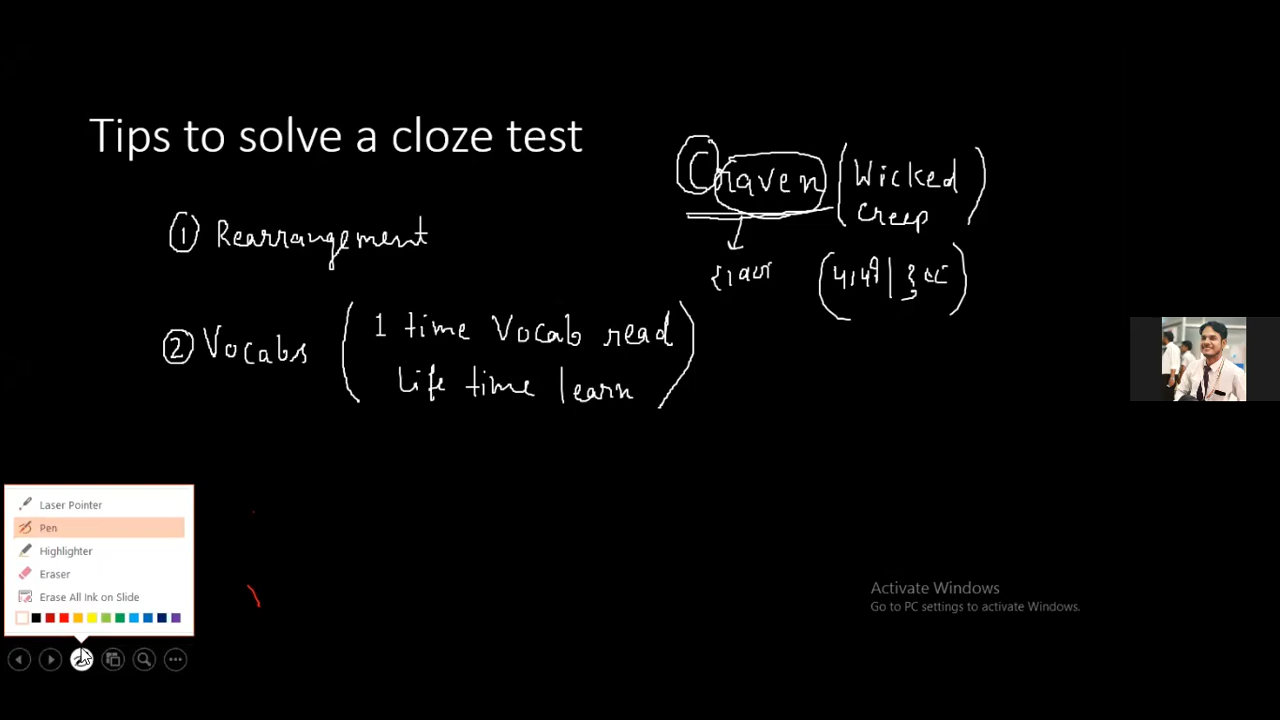 Tips to solve a cloze test
Craven (Wicked
Creep)
① Rearrangement
② Vocabs (1 time Vocab read
Life time learn)
Laser Pointer
Pen
Highlighter
Eraser
Erase All Ink on Slide
Activate Windows
Go to PC settings to activate Windows.